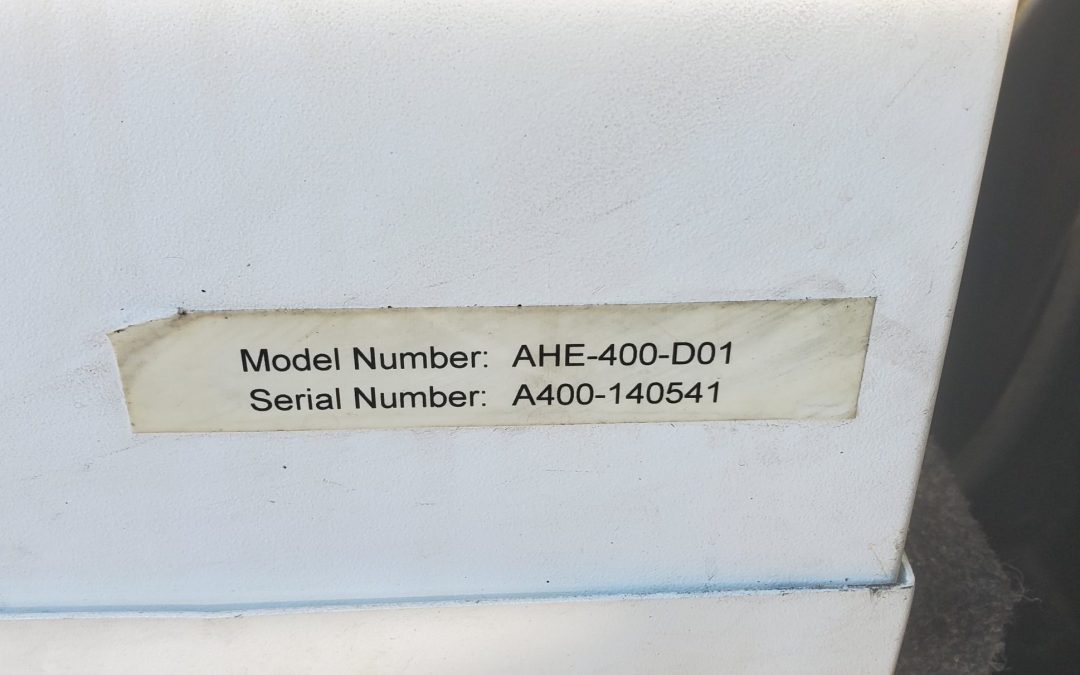 Model Number: AHE-400-D01
Serial Number: A400-140541